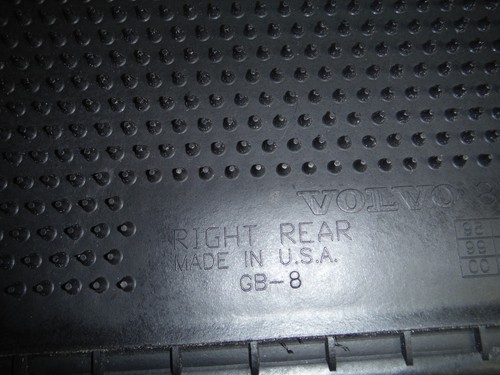 VOLVO
RIGHT REAR
MADE IN U.S.A.
GB-8